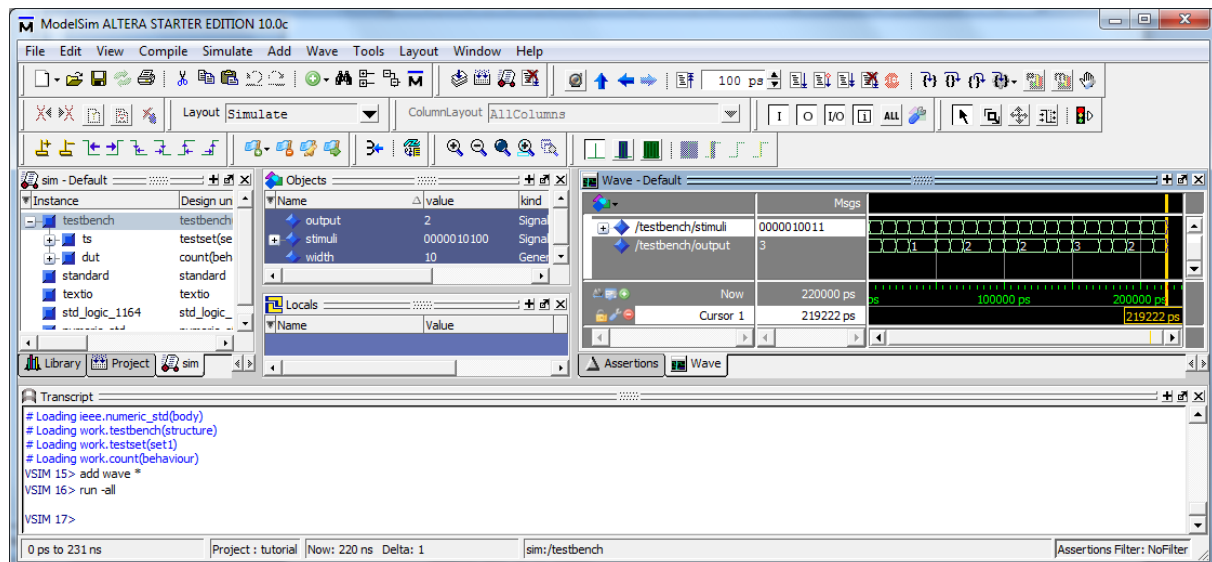 ModelSim ALTERA STARTER EDITION 10.0c
File Edit View Compile Simulate Add Wave Tools Layout Window Help
100 ps
Layout Simulate ColumnLayout AllColumns I O I/O i ALL
sim - Default
Instance Design un
testbench testbench
ts testset(se
dut count(beh
standard standard
textio textio
std_logic_1164 std_logic_
Library Project sim
Objects
Name value kind
output 2 Signal
stimuli 0000010100 Signal
width 10 Gener
Locals
Name Value
Wave - Default
Msgs
/testbench/stimuli 0000010011
/testbench/output 3 1 2 2 3 2
Now 220000 ps ps 100000 ps 200000 ps
Cursor 1 219222 ps 219222 ps
Assertions Wave
Transcript
# Loading ieee.numeric_std(body)
# Loading work.testbench(structure)
# Loading work.testset(set1)
# Loading work.count(behaviour)
VSIM 15> add wave *
VSIM 16> run -all
VSIM 17>
0 ps to 231 ns Project : tutorial Now: 220 ns Delta: 1 sim:/testbench Assertions Filter: NoFilter